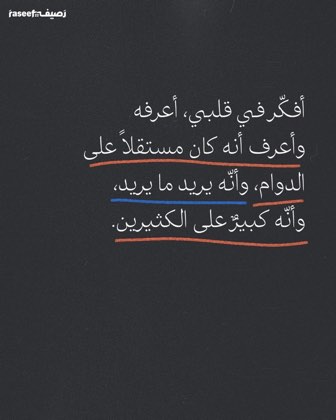 raseef22 رصيف
أفكّر في قلبي، أعرفه
وأعرف أنه كان مستقلاً على
الدوام، وأنّه يريد ما يريد،
وأنّه كبيرٌ على الكثيرين.